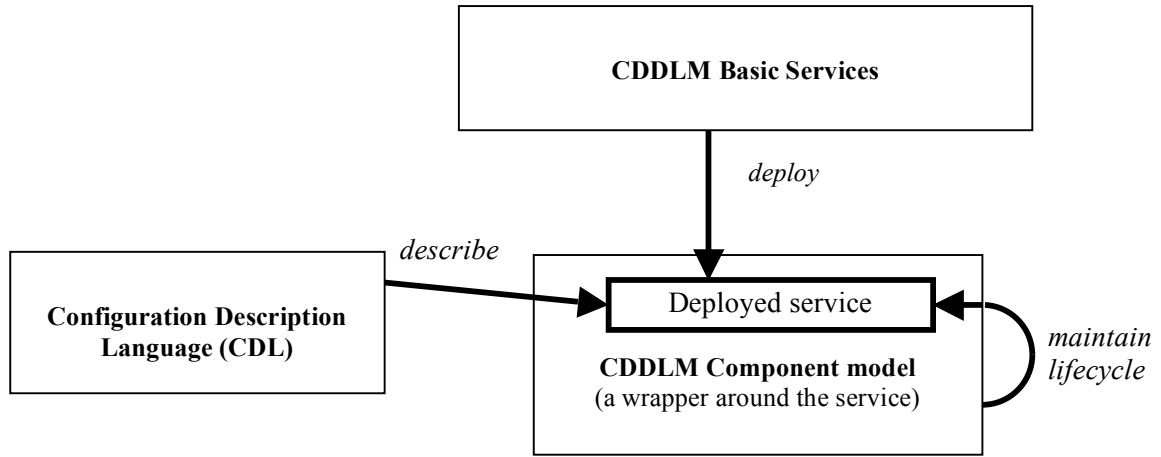 CDDLM Basic Services
deploy
describe
Deployed service
Configuration Description
Language (CDL)
CDDLM Component model
(a wrapper around the service)
maintain
lifecycle